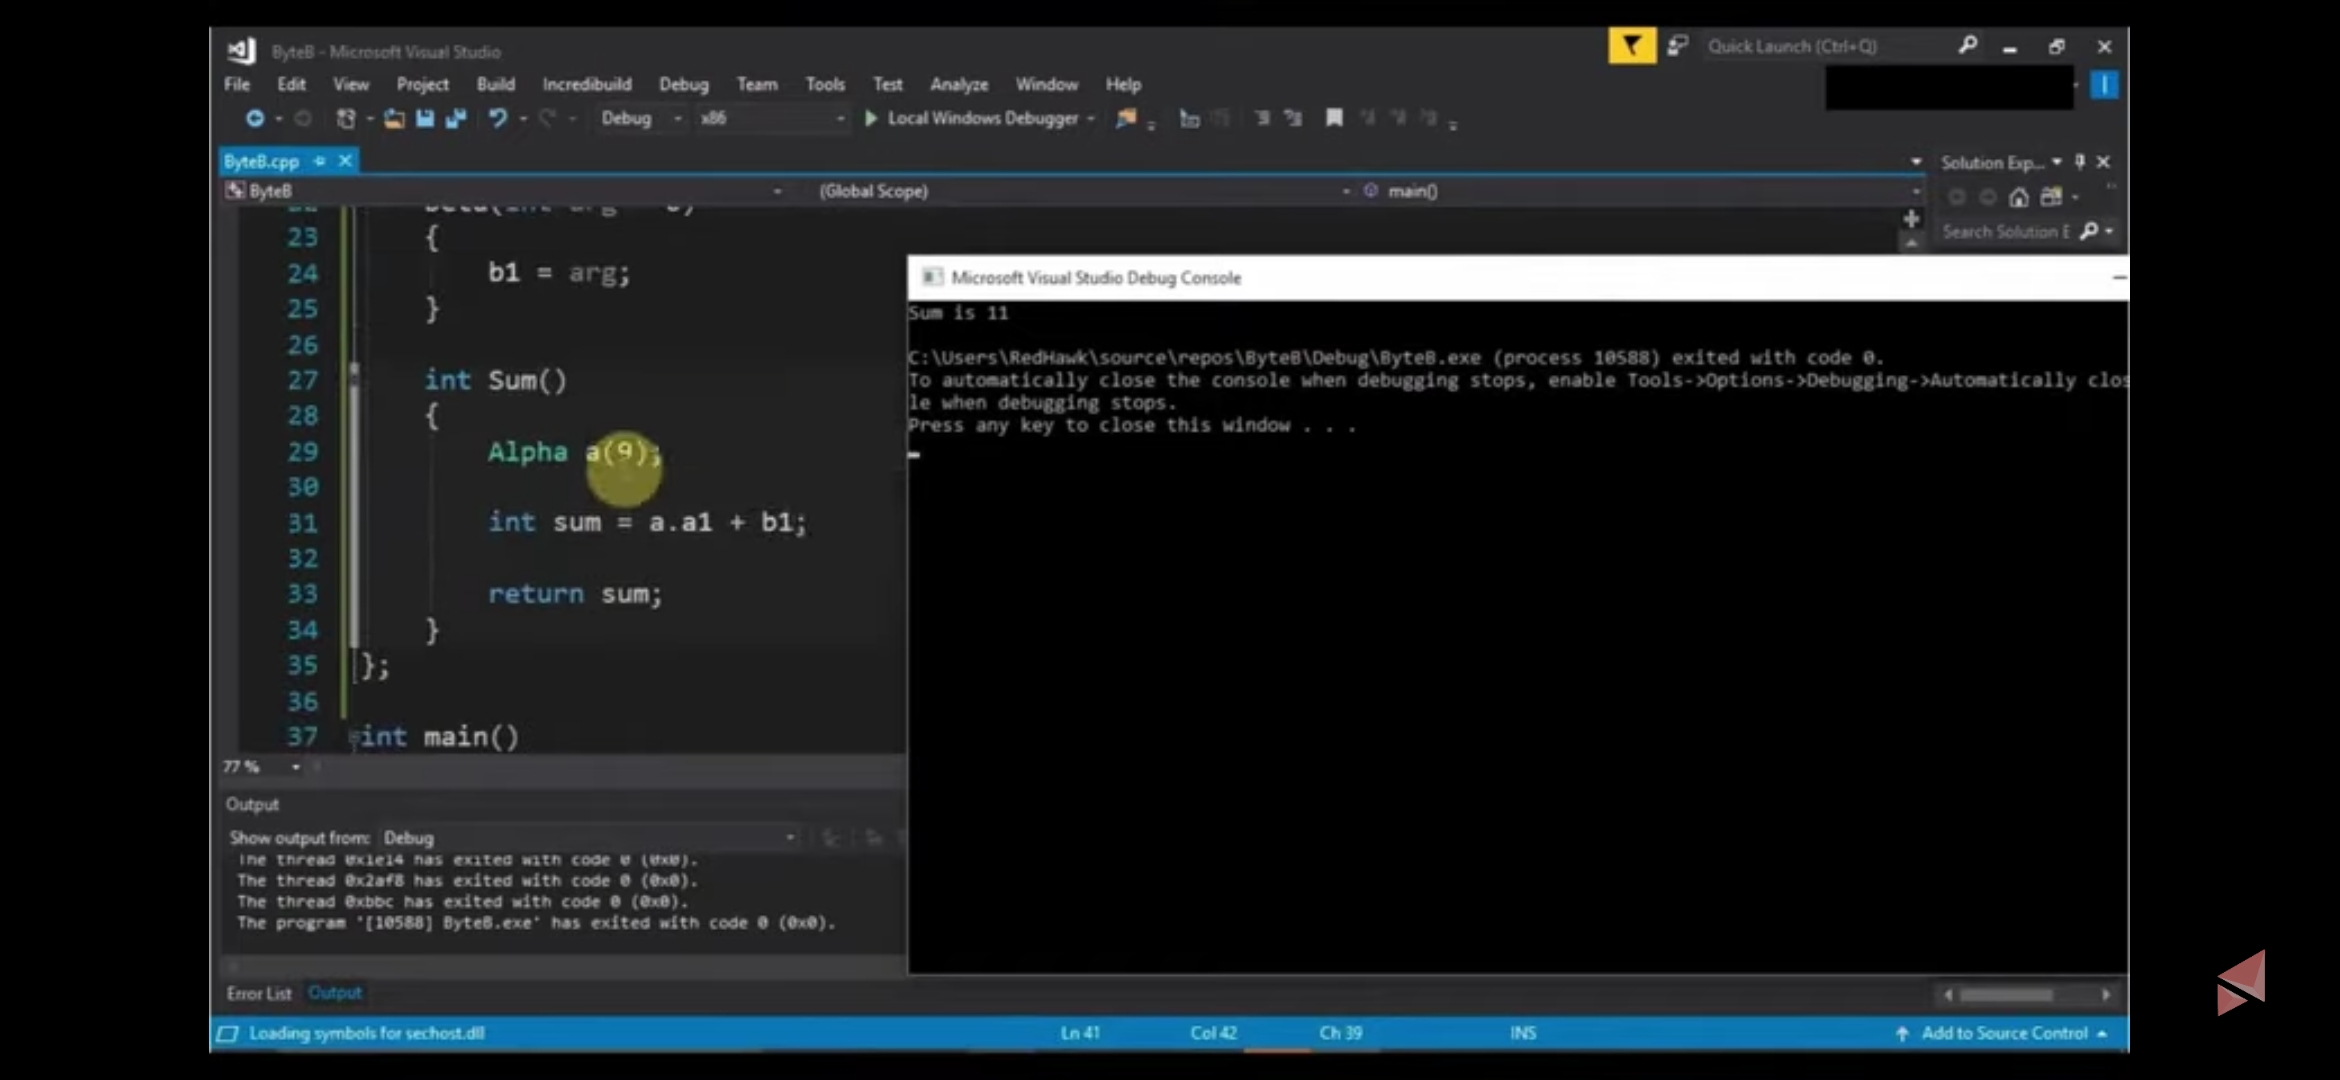 ByteB - Microsoft Visual Studio
Quick Launch (Ctrl+Q)
File Edit View Project Build Incredibuild Debug Team Tools Test Analyze Window Help
Debug x86 Local Windows Debugger
ByteB.cpp
Solution Exp...
ByteB (Global Scope) main()
Search Solution E
23 {
24 b1 = arg;
25 }
26
27 int Sum()
28 {
29 Alpha a(9);
30
31 int sum = a.a1 + b1;
32
33 return sum;
34 }
35 };
36
37 int main()
77 %
Microsoft Visual Studio Debug Console
Sum is 11
C:\Users\RedHawk\source\repos\ByteB\Debug\ByteB.exe (process 10588) exited with code 0.
To automatically close the console when debugging stops, enable Tools->Options->Debugging->Automatically clos
le when debugging stops.
Press any key to close this window . . .
Output
Show output from: Debug
The thread 0x1e14 has exited with code 0 (0x0).
The thread 0x2af8 has exited with code 0 (0x0).
The thread 0xbbc has exited with code 0 (0x0).
The program '[10588] ByteB.exe' has exited with code 0 (0x0).
Error List Output
Loading symbols for sechost.dll Ln 41 Col 42 Ch 39 INS Add to Source Control